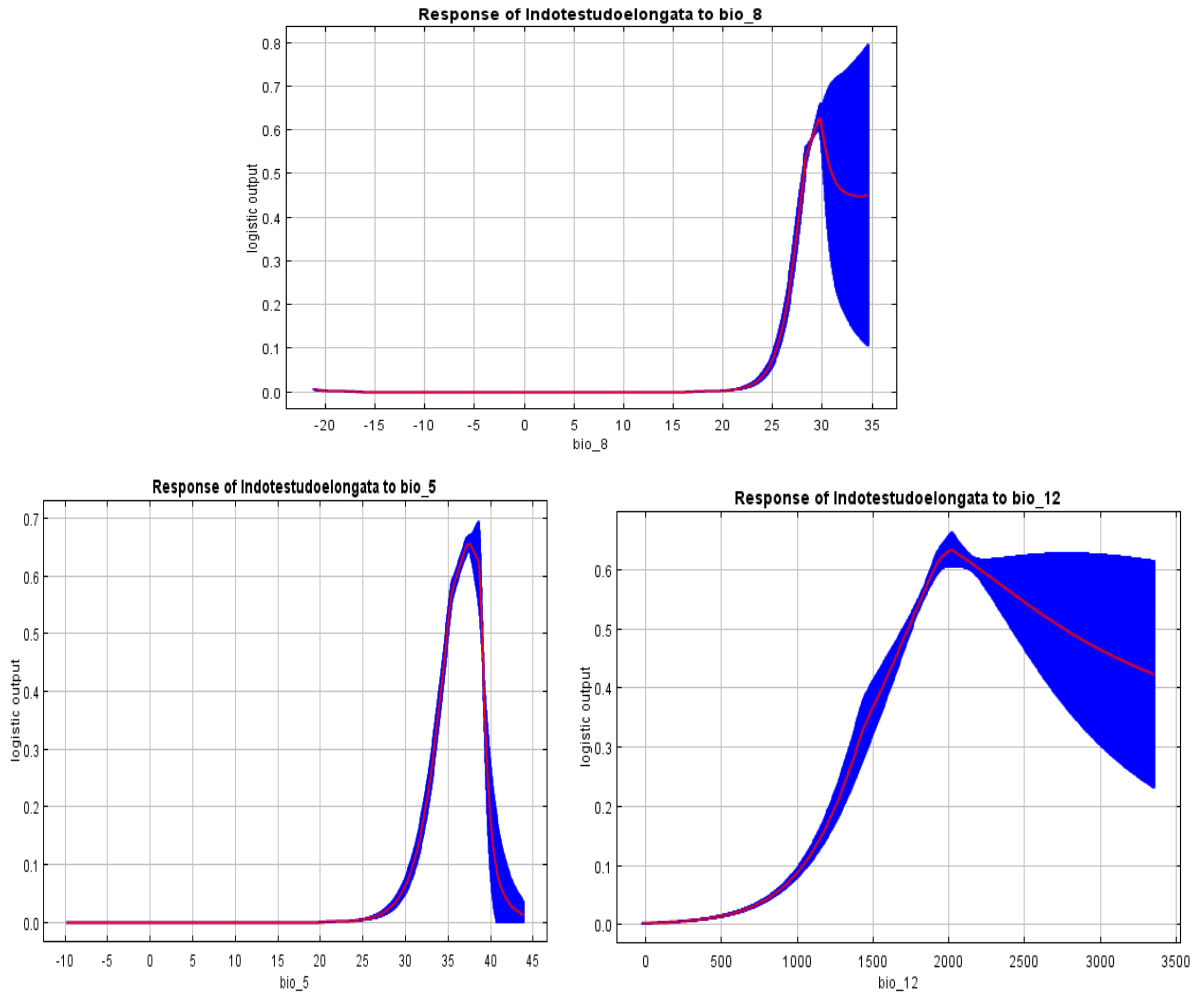 Response of Indotestudoelongata to bio_8
logistic output
0.8
0.7
0.6
0.5
0.4
0.3
0.2
0.1
0.0
-20 -15 -10 -5 0 5 10 15 20 25 30 35
bio_8
Response of Indotestudoelongata to bio_5
logistic output
0.7
0.6
0.5
0.4
0.3
0.2
0.1
0.0
-10 -5 0 5 10 15 20 25 30 35 40 45
bio_5
Response of Indotestudoelongata to bio_12
logistic output
0.6
0.5
0.4
0.3
0.2
0.1
0.0
0 500 1000 1500 2000 2500 3000 3500
bio_12